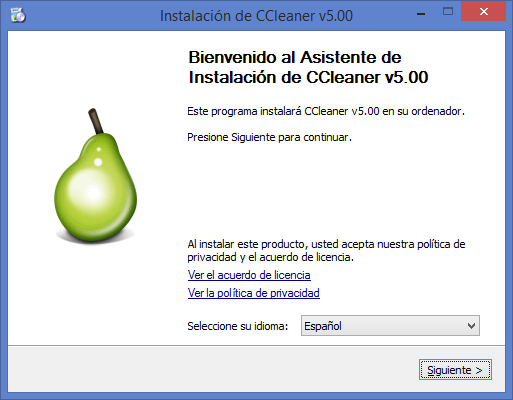 Instalación de CCleaner v5.00
Bienvenido al Asistente de
Instalación de CCleaner v5.00
Este programa instalará CCleaner v5.00 en su ordenador.
Presione Siguiente para continuar.
Al instalar este producto, usted acepta nuestra política de
privacidad y el acuerdo de licencia.
Ver el acuerdo de licencia
Ver la política de privacidad
Seleccione su idioma: Español
Siguiente >